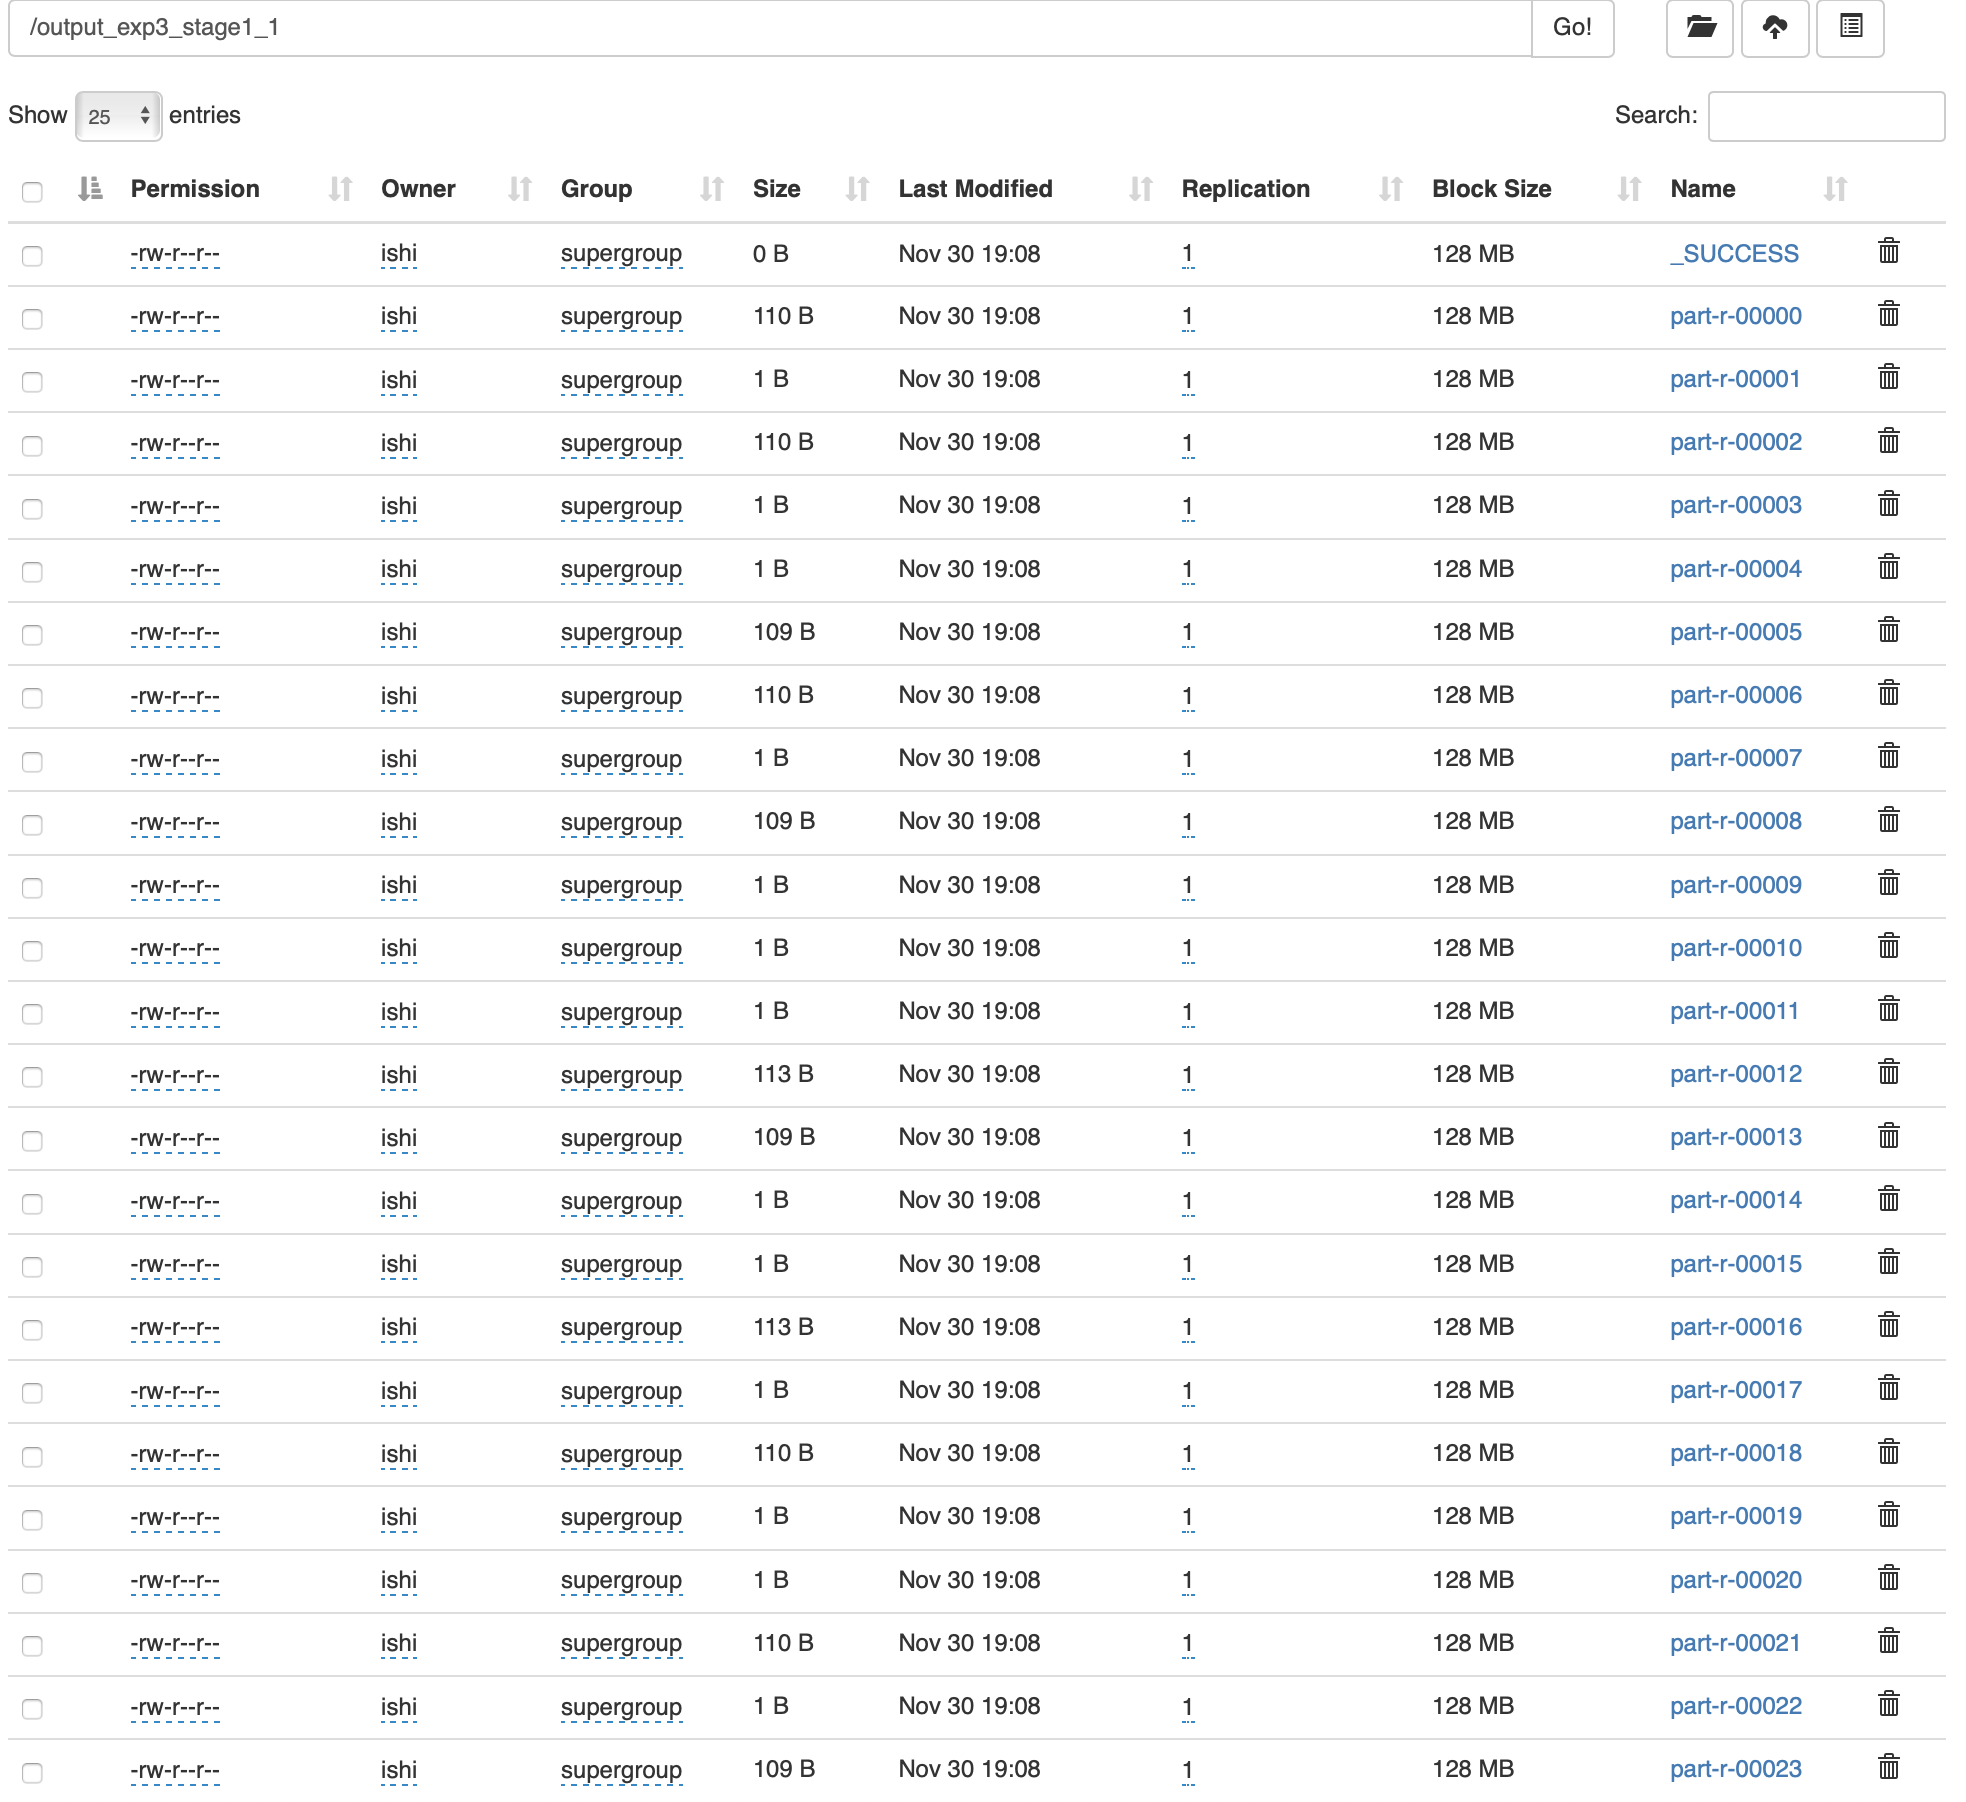 /output_exp3_stage1_1 Go!
Show 25 entries Search:
Permission Owner Group Size Last Modified Replication Block Size Name
-rw-r--r-- ishi supergroup 0 B Nov 30 19:08 1 128 MB _SUCCESS
-rw-r--r-- ishi supergroup 110 B Nov 30 19:08 1 128 MB part-r-00000
-rw-r--r-- ishi supergroup 1 B Nov 30 19:08 1 128 MB part-r-00001
-rw-r--r-- ishi supergroup 110 B Nov 30 19:08 1 128 MB part-r-00002
-rw-r--r-- ishi supergroup 1 B Nov 30 19:08 1 128 MB part-r-00003
-rw-r--r-- ishi supergroup 1 B Nov 30 19:08 1 128 MB part-r-00004
-rw-r--r-- ishi supergroup 109 B Nov 30 19:08 1 128 MB part-r-00005
-rw-r--r-- ishi supergroup 110 B Nov 30 19:08 1 128 MB part-r-00006
-rw-r--r-- ishi supergroup 1 B Nov 30 19:08 1 128 MB part-r-00007
-rw-r--r-- ishi supergroup 109 B Nov 30 19:08 1 128 MB part-r-00008
-rw-r--r-- ishi supergroup 1 B Nov 30 19:08 1 128 MB part-r-00009
-rw-r--r-- ishi supergroup 1 B Nov 30 19:08 1 128 MB part-r-00010
-rw-r--r-- ishi supergroup 1 B Nov 30 19:08 1 128 MB part-r-00011
-rw-r--r-- ishi supergroup 113 B Nov 30 19:08 1 128 MB part-r-00012
-rw-r--r-- ishi supergroup 109 B Nov 30 19:08 1 128 MB part-r-00013
-rw-r--r-- ishi supergroup 1 B Nov 30 19:08 1 128 MB part-r-00014
-rw-r--r-- ishi supergroup 1 B Nov 30 19:08 1 128 MB part-r-00015
-rw-r--r-- ishi supergroup 113 B Nov 30 19:08 1 128 MB part-r-00016
-rw-r--r-- ishi supergroup 1 B Nov 30 19:08 1 128 MB part-r-00017
-rw-r--r-- ishi supergroup 110 B Nov 30 19:08 1 128 MB part-r-00018
-rw-r--r-- ishi supergroup 1 B Nov 30 19:08 1 128 MB part-r-00019
-rw-r--r-- ishi supergroup 1 B Nov 30 19:08 1 128 MB part-r-00020
-rw-r--r-- ishi supergroup 110 B Nov 30 19:08 1 128 MB part-r-00021
-rw-r--r-- ishi supergroup 1 B Nov 30 19:08 1 128 MB part-r-00022
-rw-r--r-- ishi supergroup 109 B Nov 30 19:08 1 128 MB part-r-00023